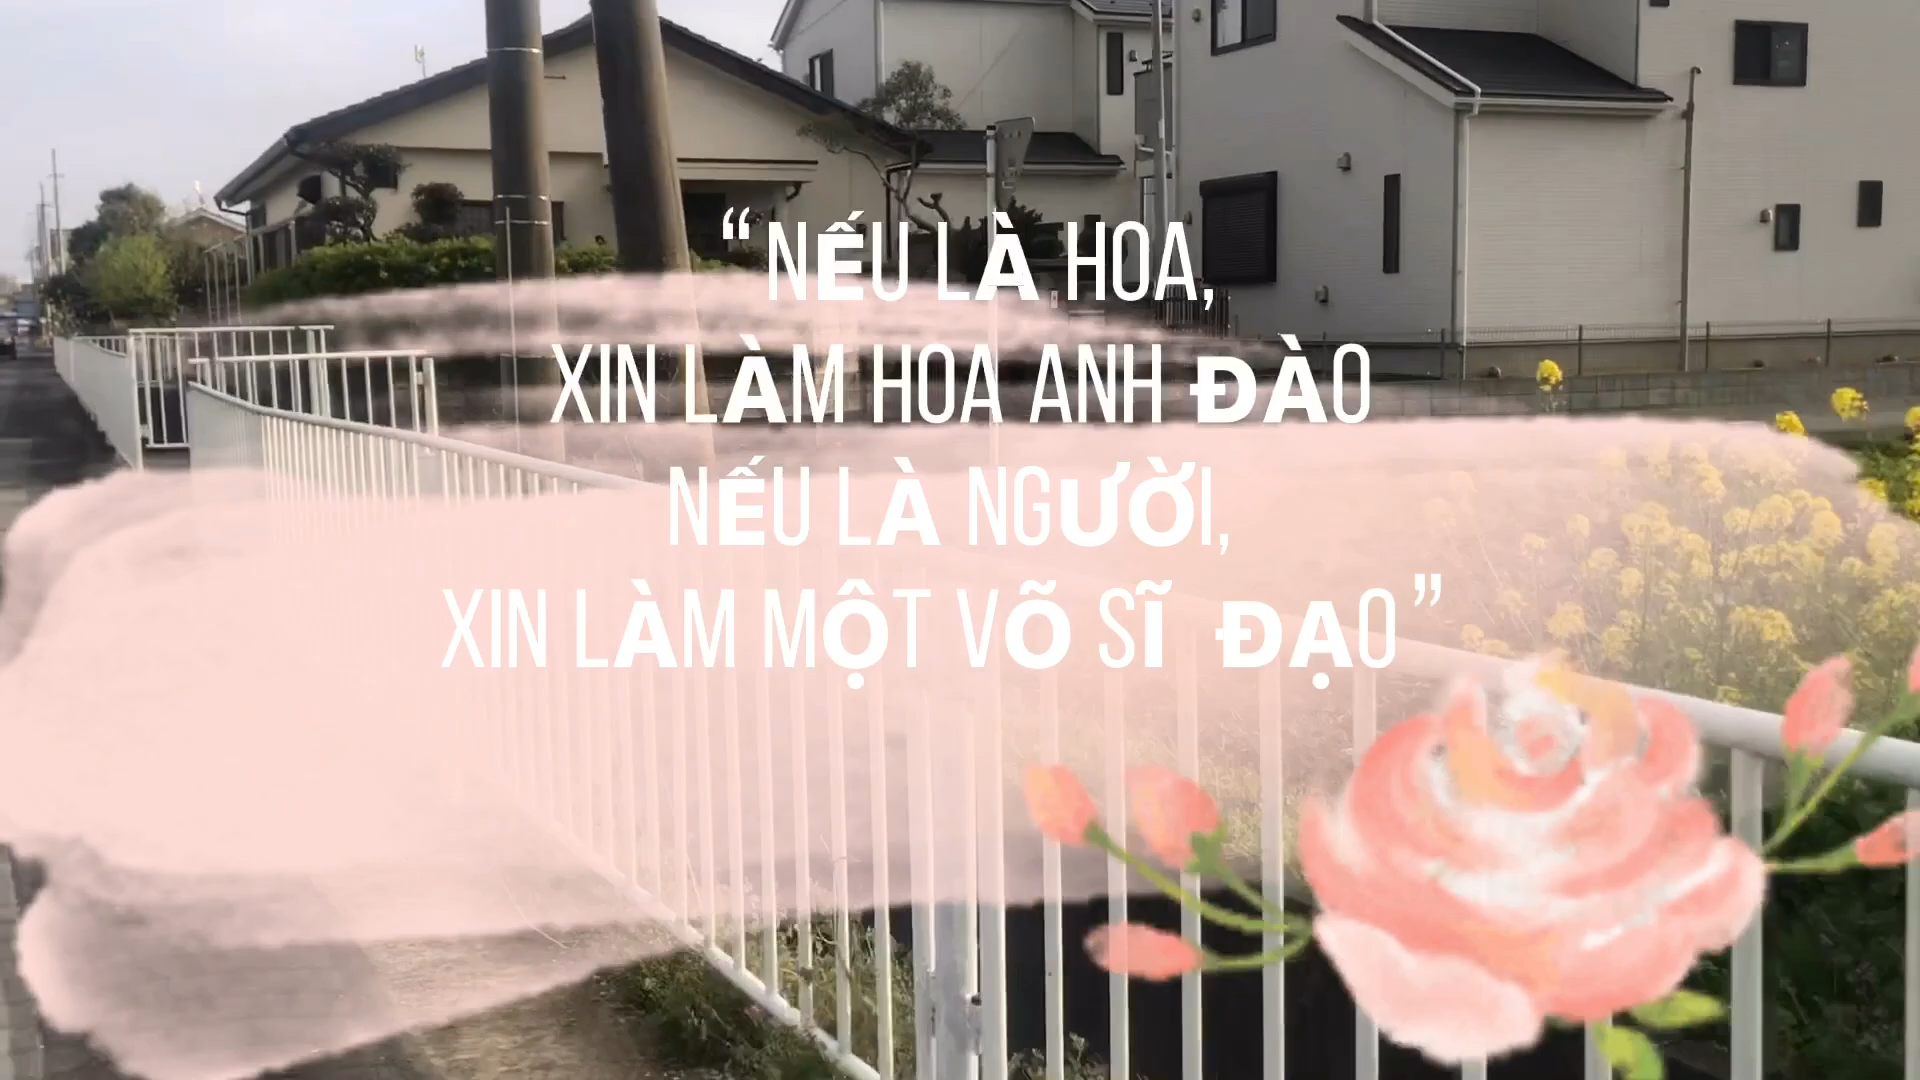 “NẾU LÀ HOA,
XIN LÀM HOA ANH ĐÀO
NẾU LÀ NGƯỜI,
XIN LÀM MỘT VÕ SĨ ĐẠO”